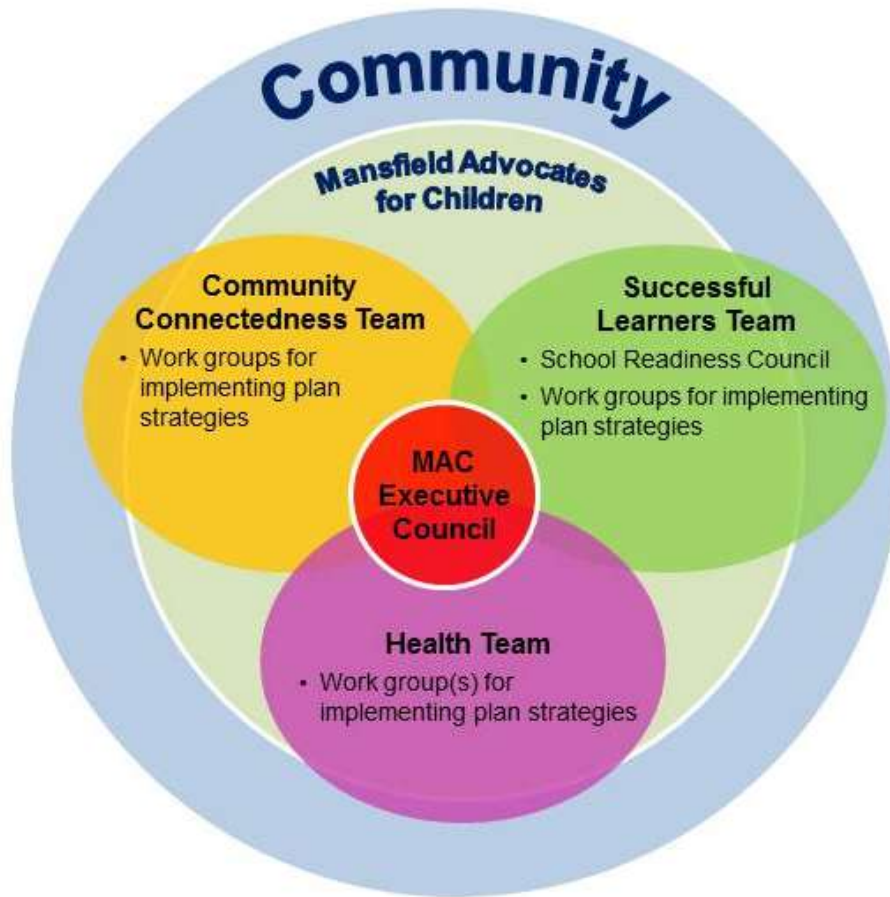 Community
Mansfield Advocates
for Children
Community
Connectedness Team
• Work groups for
implementing plan
strategies
Successful
Learners Team
• School Readiness Council
• Work groups for implementing
plan strategies
MAC
Executive
Council
Health Team
• Work group(s) for
implementing plan strategies